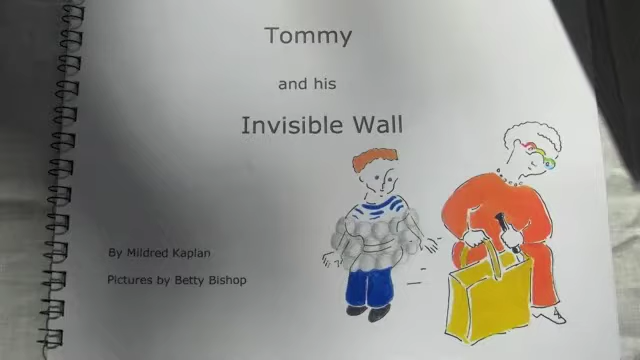 Tommy
and his
Invisible Wall
By Mildred Kaplan
Pictures by Betty Bishop